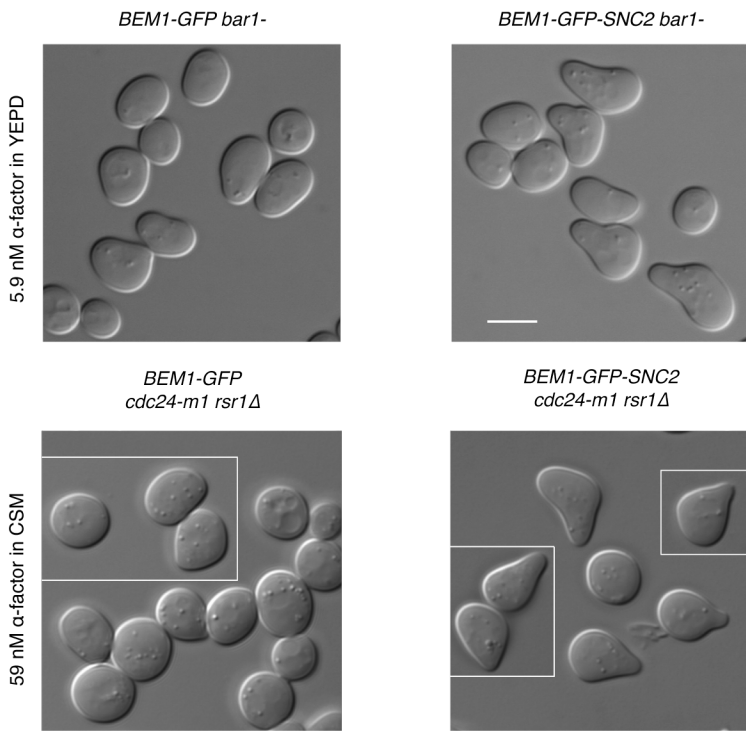 BEM1-GFP bar1-
BEM1-GFP-SNC2 bar1-
5.9 nM α-factor in YEPD
BEM1-GFP
cdc24-m1 rsr1Δ
BEM1-GFP-SNC2
cdc24-m1 rsr1Δ
59 nM α-factor in CSM